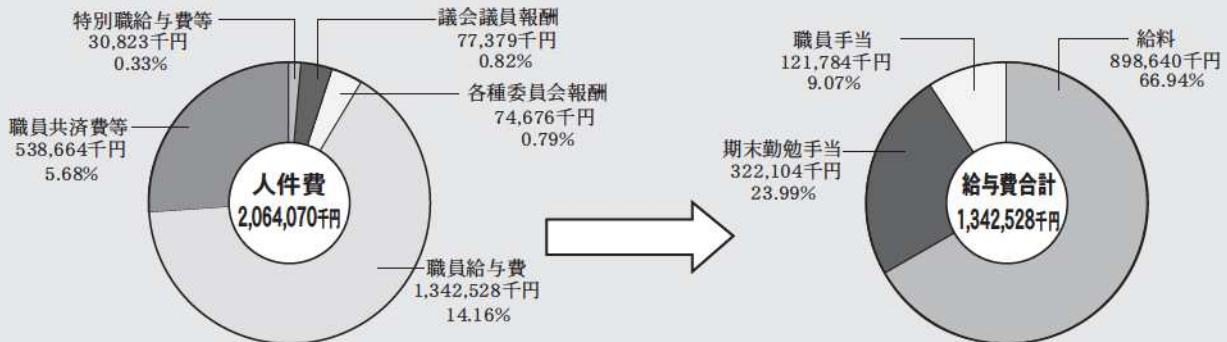 特別職給与費等
30,823千円
0.33%
議会議員報酬
77,379千円
0.82%
各種委員会報酬
74,676千円
0.79%
職員共済費等
538,664千円
5.68%
人件費
2,064,070千円
職員給与費
1,342,528千円
14.16%
職員手当
121,784千円
9.07%
給料
898,640千円
66.94%
期末勤勉手当
322,104千円
23.99%
給与費合計
1,342,528千円